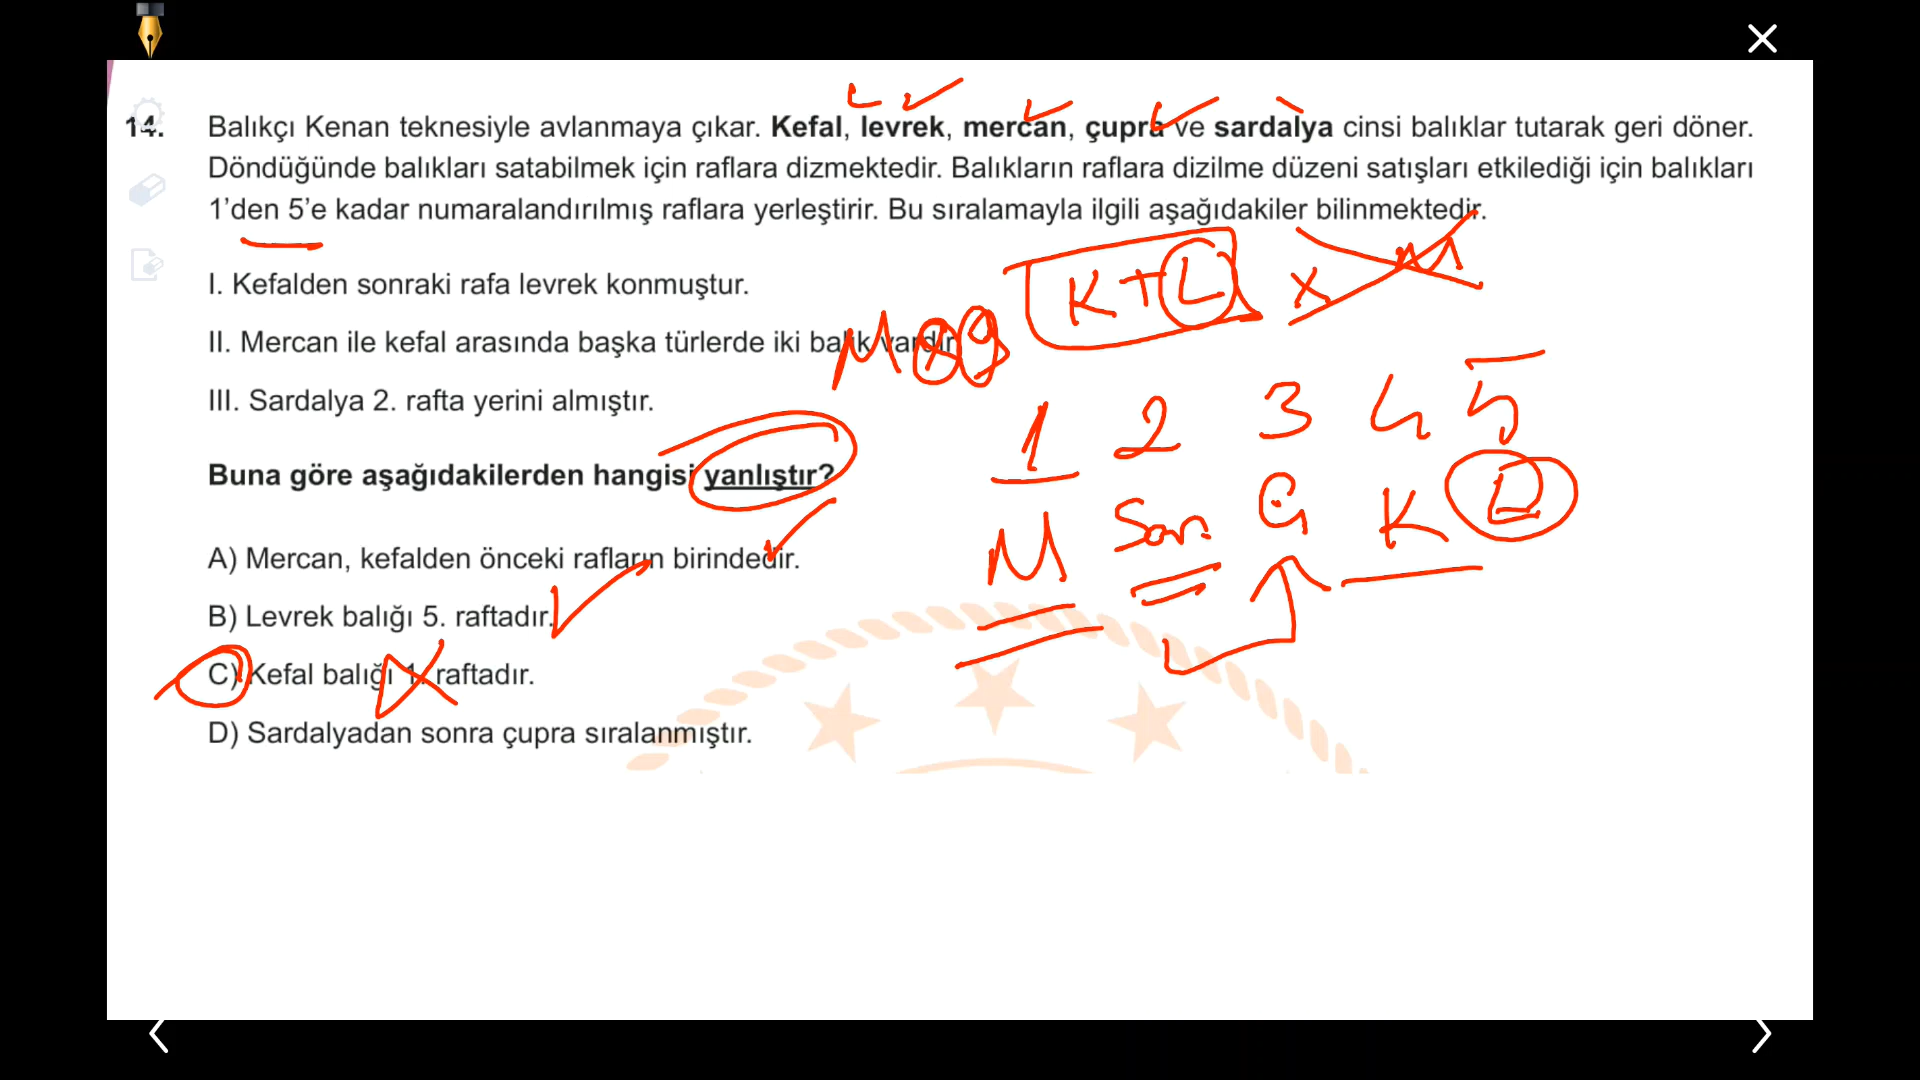 14. Balıkçı Kenan teknesiyle avlanmaya çıkar. Kefal, levrek, mercan, çupra ve sardalya cinsi balıklar tutarak geri döner.
Döndüğünde balıkları satabilmek için raflara dizmektedir. Balıkların raflara dizilme düzeni satışları etkilediği için balıkları
1’den 5’e kadar numaralandırılmış raflara yerleştirir. Bu sıralamayla ilgili aşağıdakiler bilinmektedir.
K + L x M
I. Kefalden sonraki rafa levrek konmuştur.
II. Mercan ile kefal arasında başka türlerde iki balık vardır
M x
III. Sardalya 2. rafta yerini almıştır.
1 2 3 4 5
Buna göre aşağıdakilerden hangisi yanlıştır?
M K L
A) Mercan, kefalden önceki rafların birindedir.
B) Levrek balığı 5. raftadır.
C) Kefal balığı 1. raftadır.
D) Sardalyadan sonra çupra sıralanmıştır.